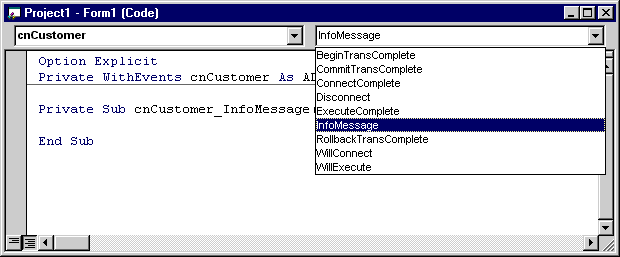 Project1 - Form1 (Code)
cnCustomer
InfoMessage
Option Explicit
Private WithEvents cnCustomer As
Private Sub cnCustomer_InfoMessage
End Sub
BeginTransComplete
CommitTransComplete
ConnectComplete
Disconnect
ExecuteComplete
InfoMessage
RollbackTransComplete
WillConnect
WillExecute